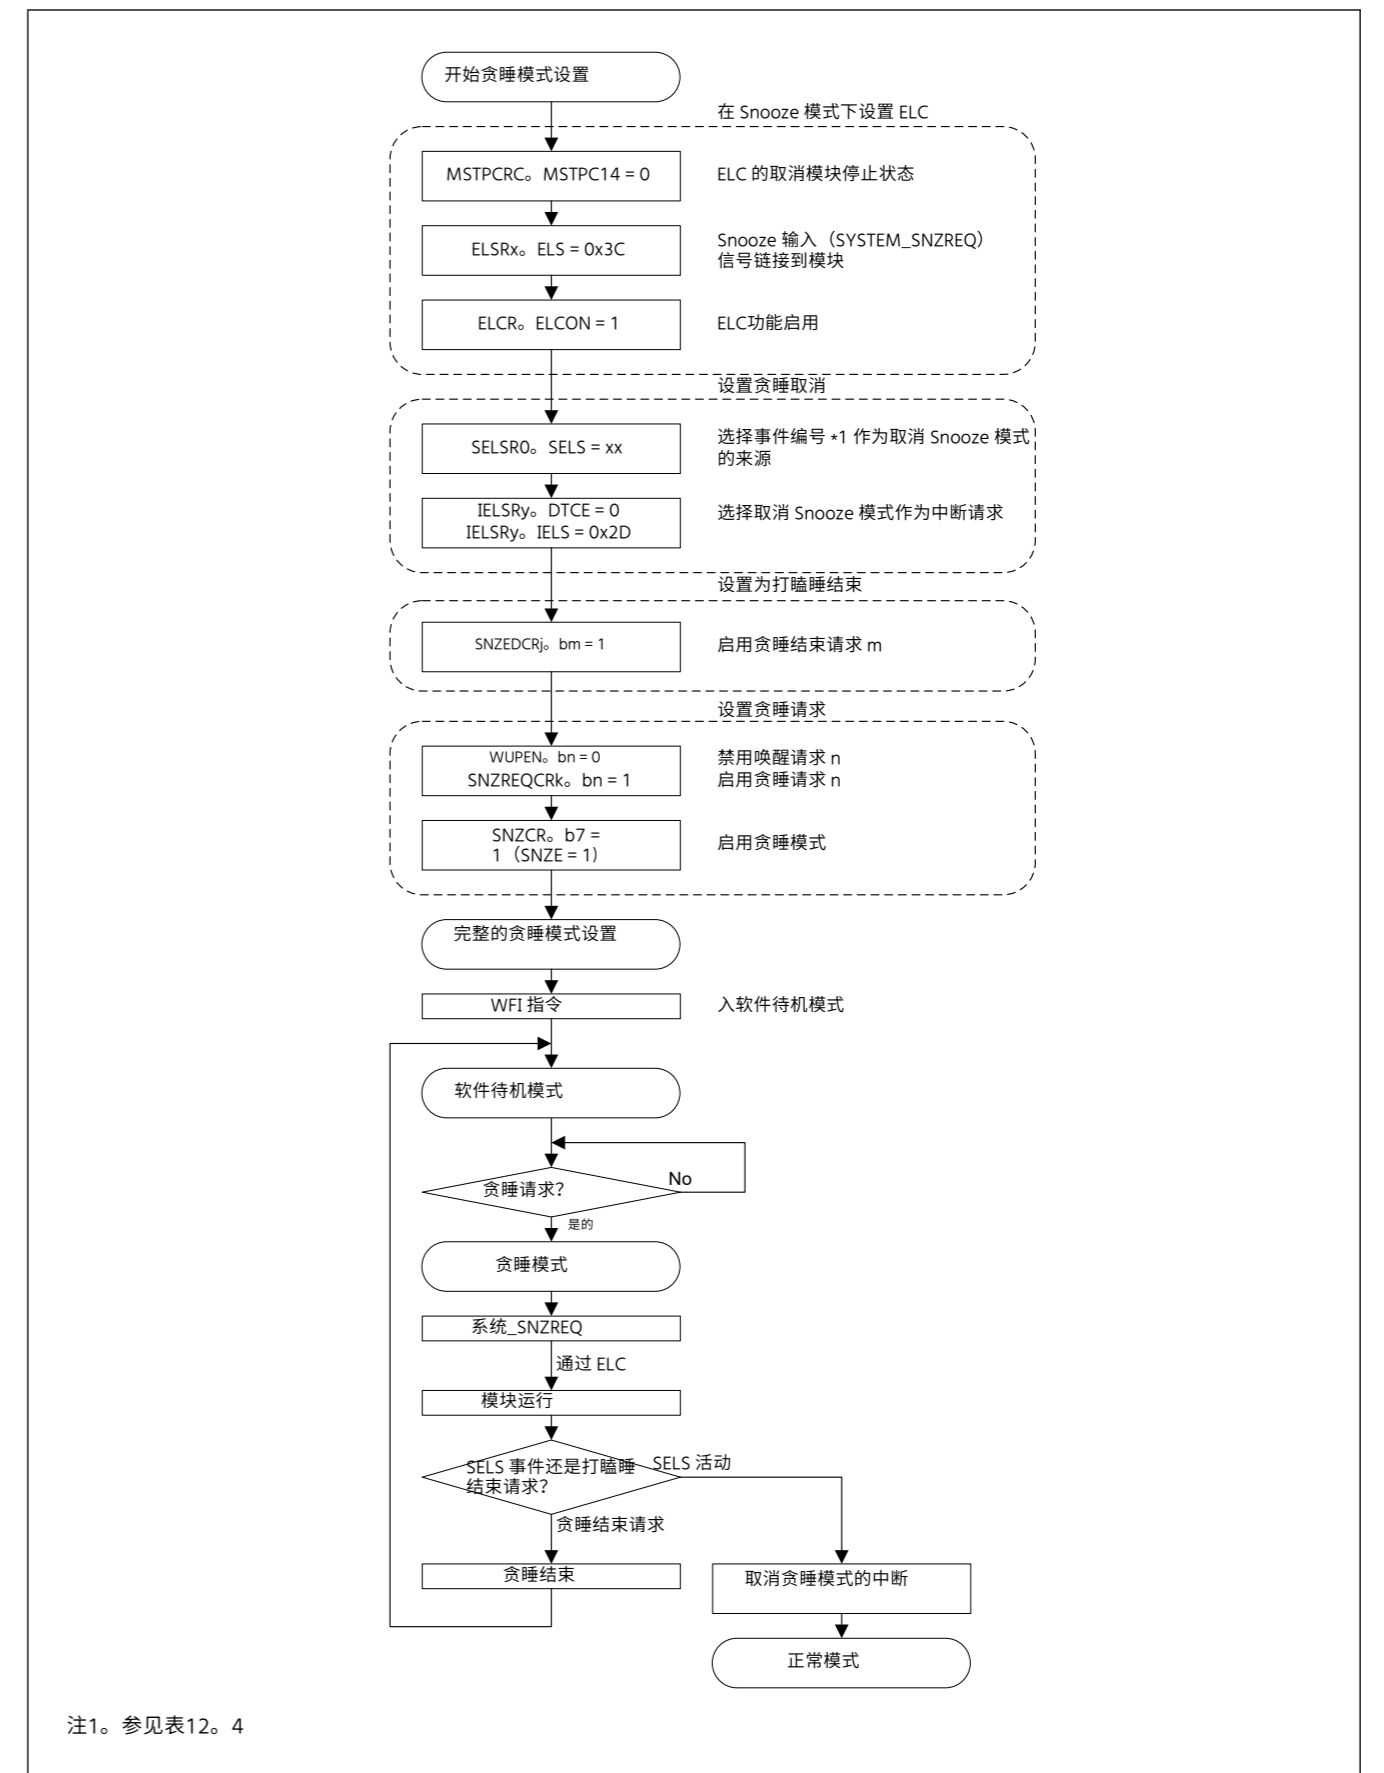 开始贪睡模式设置
在 Snooze 模式下设置 ELC
MSTPCRC。MSTPC14 = 0
ELC 的取消模块停止状态
ELSRx。ELS = 0x3C
Snooze 输入（SYSTEM_SNZREQ）
信号链接到模块
ELCR。ELCON = 1
ELC功能启用
设置贪睡取消
SELSR0。SELS = xx
选择事件编号 *1 作为取消 Snooze 模式
的来源
IELSRy。DTCE = 0
IELSRy。IELS = 0x2D
选择取消 Snooze 模式作为中断请求
设置为打瞌睡结束
SNZEDCRj。bm = 1
启用贪睡结束请求 m
设置贪睡请求
WUPEN。bn = 0
SNZREQCRk。bn = 1
禁用唤醒请求 n
启用贪睡请求 n
SNZCR。b7 =
1（SNZE = 1）
启用贪睡模式
完整的贪睡模式设置
WFI 指令
入软件待机模式
软件待机模式
贪睡请求？
No
是的
贪睡模式
系统_SNZREQ
通过 ELC
模块运行
SELS 事件还是打瞌睡
结束请求？
SELS 活动
贪睡结束请求
贪睡结束
取消贪睡模式的中断
正常模式
注1。参见表12。4